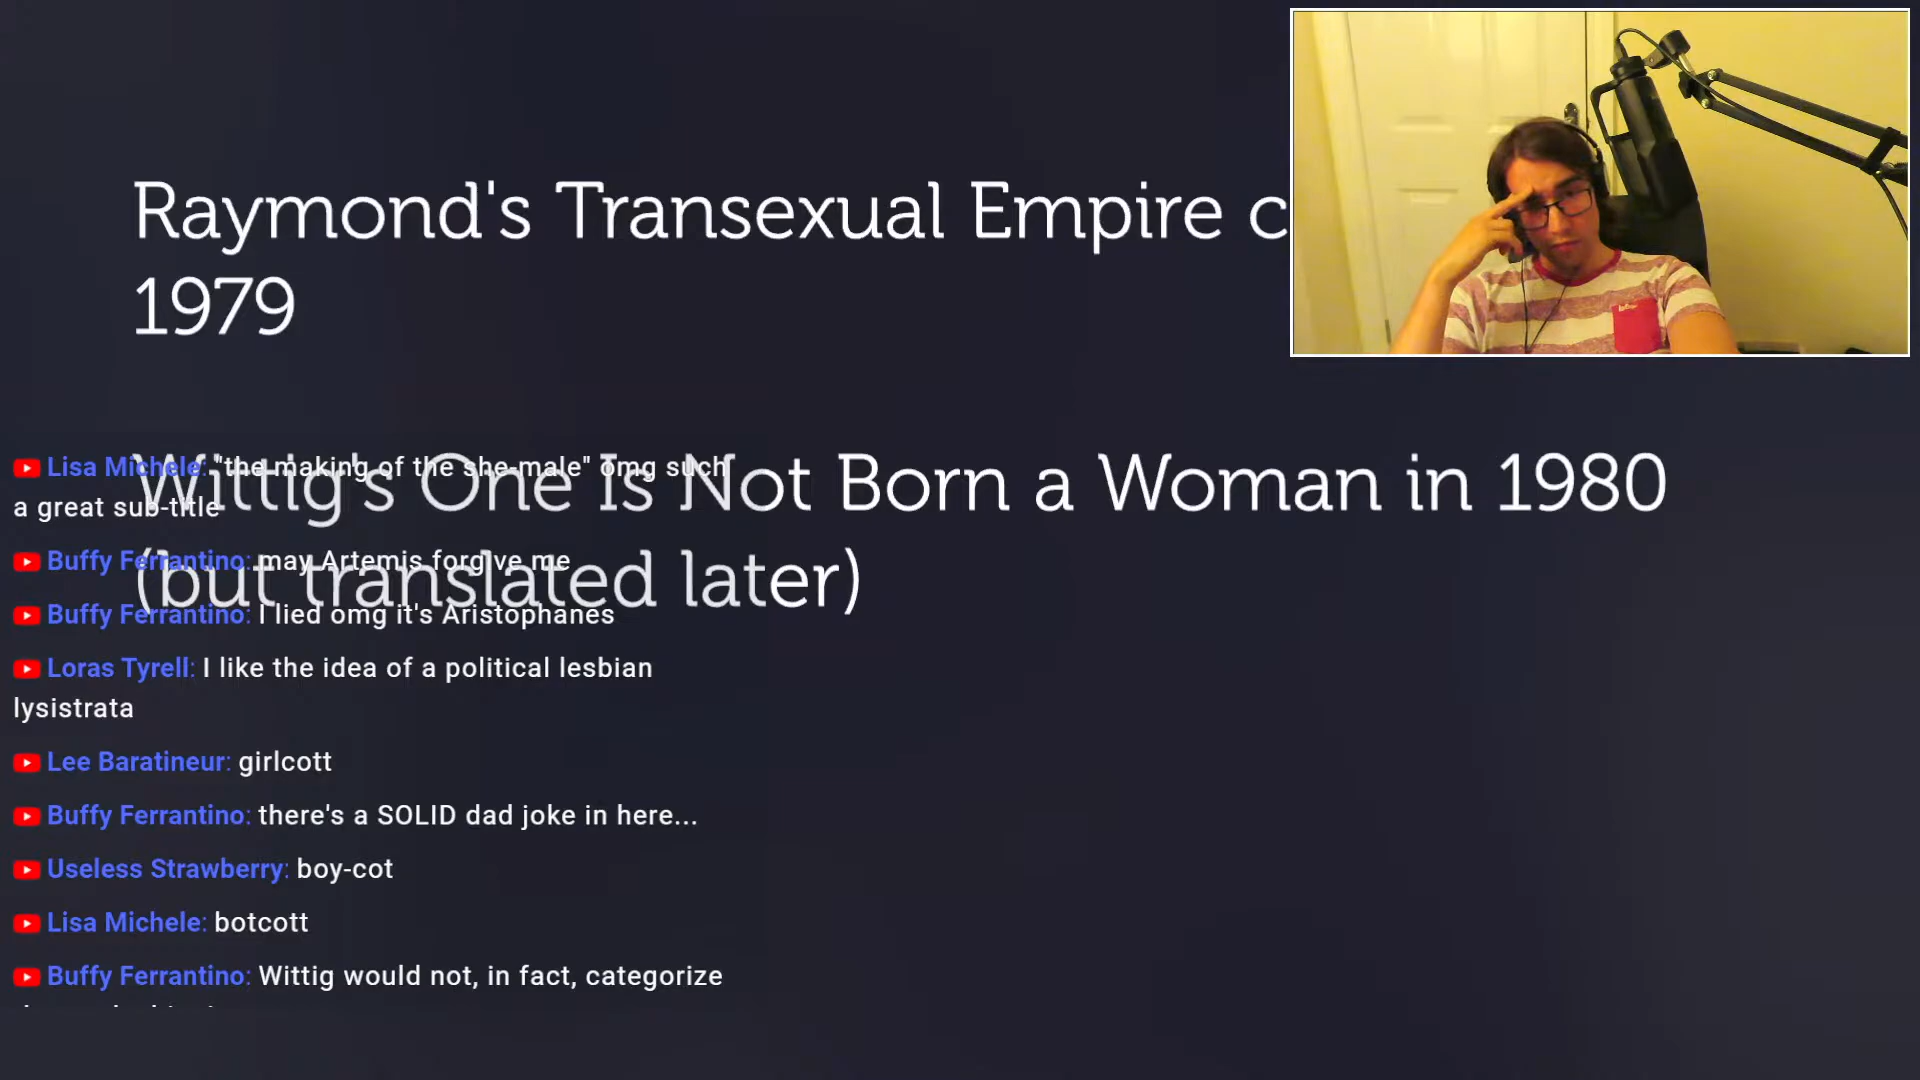 Raymond's Transexual Empire c
1979
Wittig's One Is Not Born a Woman in 1980
(but translated later)
Lisa Michele: "the making of the she-male" omg such
a great sub-title
Buffy Ferrantino: may Artemis forgive me
Buffy Ferrantino: I lied omg it's Aristophanes
Loras Tyrell: I like the idea of a political lesbian
lysistrata
Lee Baratineur: girlcott
Buffy Ferrantino: there's a SOLID dad joke in here...
Useless Strawberry: boy-cot
Lisa Michele: botcott
Buffy Ferrantino: Wittig would not, in fact, categorize